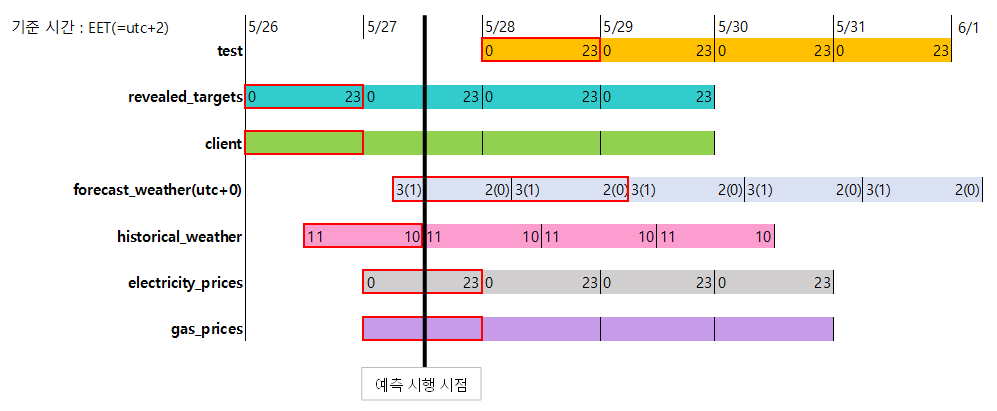 기준 시간 : EET(=utc+2) 5/26 5/27 5/28 5/29 5/30 5/31 6/1
test 0 23 0 23 0 23 0 23
revealed_targets 0 23 0 23 0 23 0 23
client
forecast_weather(utc+0) 3(1) 2(0) 3(1) 2(0) 3(1) 2(0) 3(1) 2(0) 3(1) 2(0)
historical_weather 11 10 11 10 11 10 11 10
electricity_prices 0 23 0 23 0 23 0 23
gas_prices
예측 시행 시점